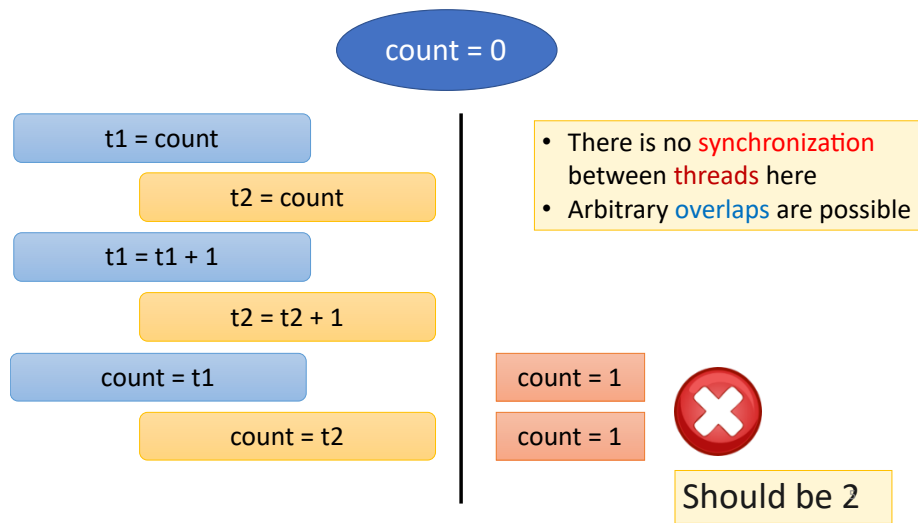 count = 0
t1 = count
t2 = count
t1 = t1 + 1
t2 = t2 + 1
count = t1
count = t2
• There is no synchronization
between threads here
• Arbitrary overlaps are possible
count = 1
count = 1
Should be 2